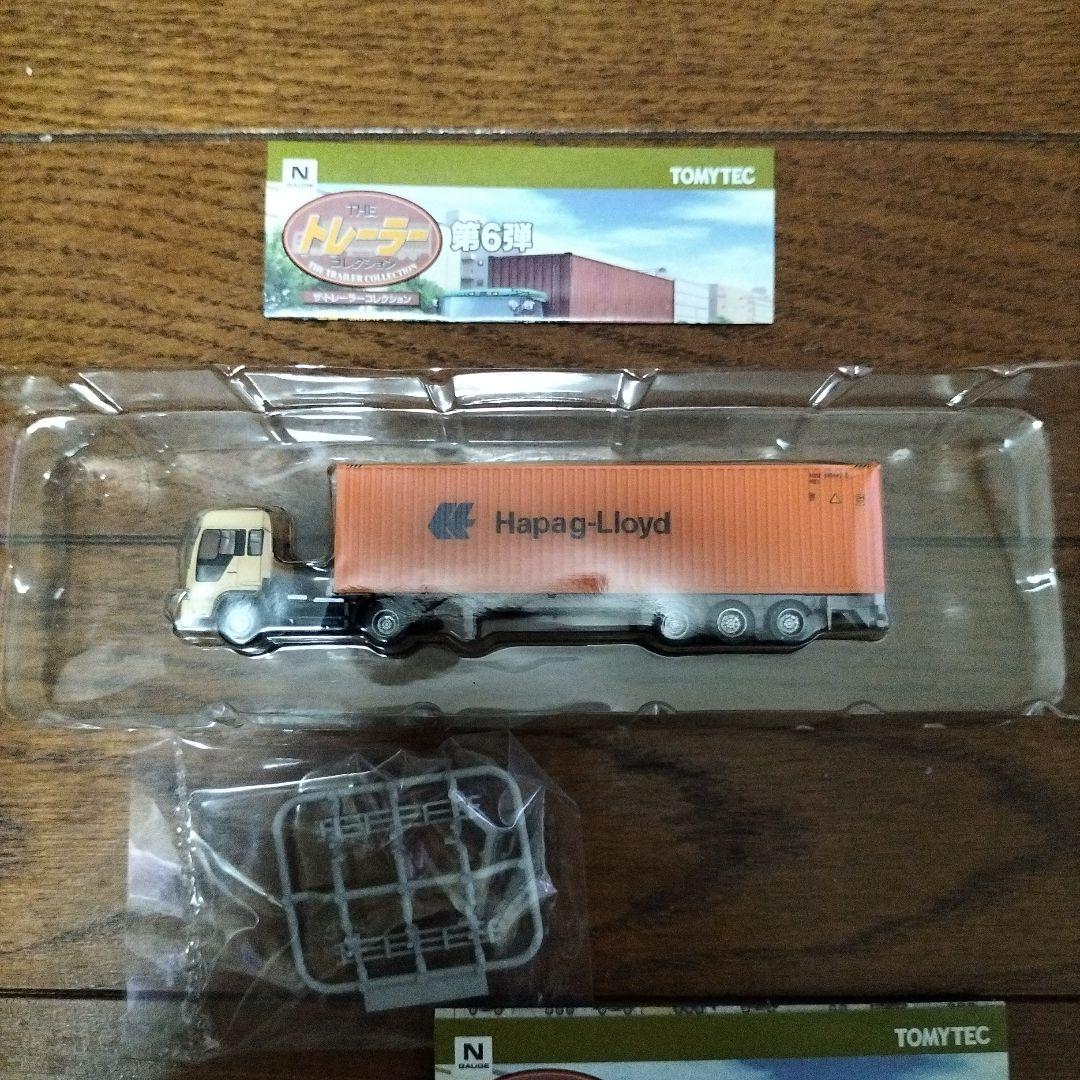 N
GAUGE
TOMYTEC
THE
トレーラー
コレクション
THE TRAILER COLLECTION
ザ・トレーラーコレクション
第6弾
Hapag-Lloyd
TOMYTEC
N
GAUGE